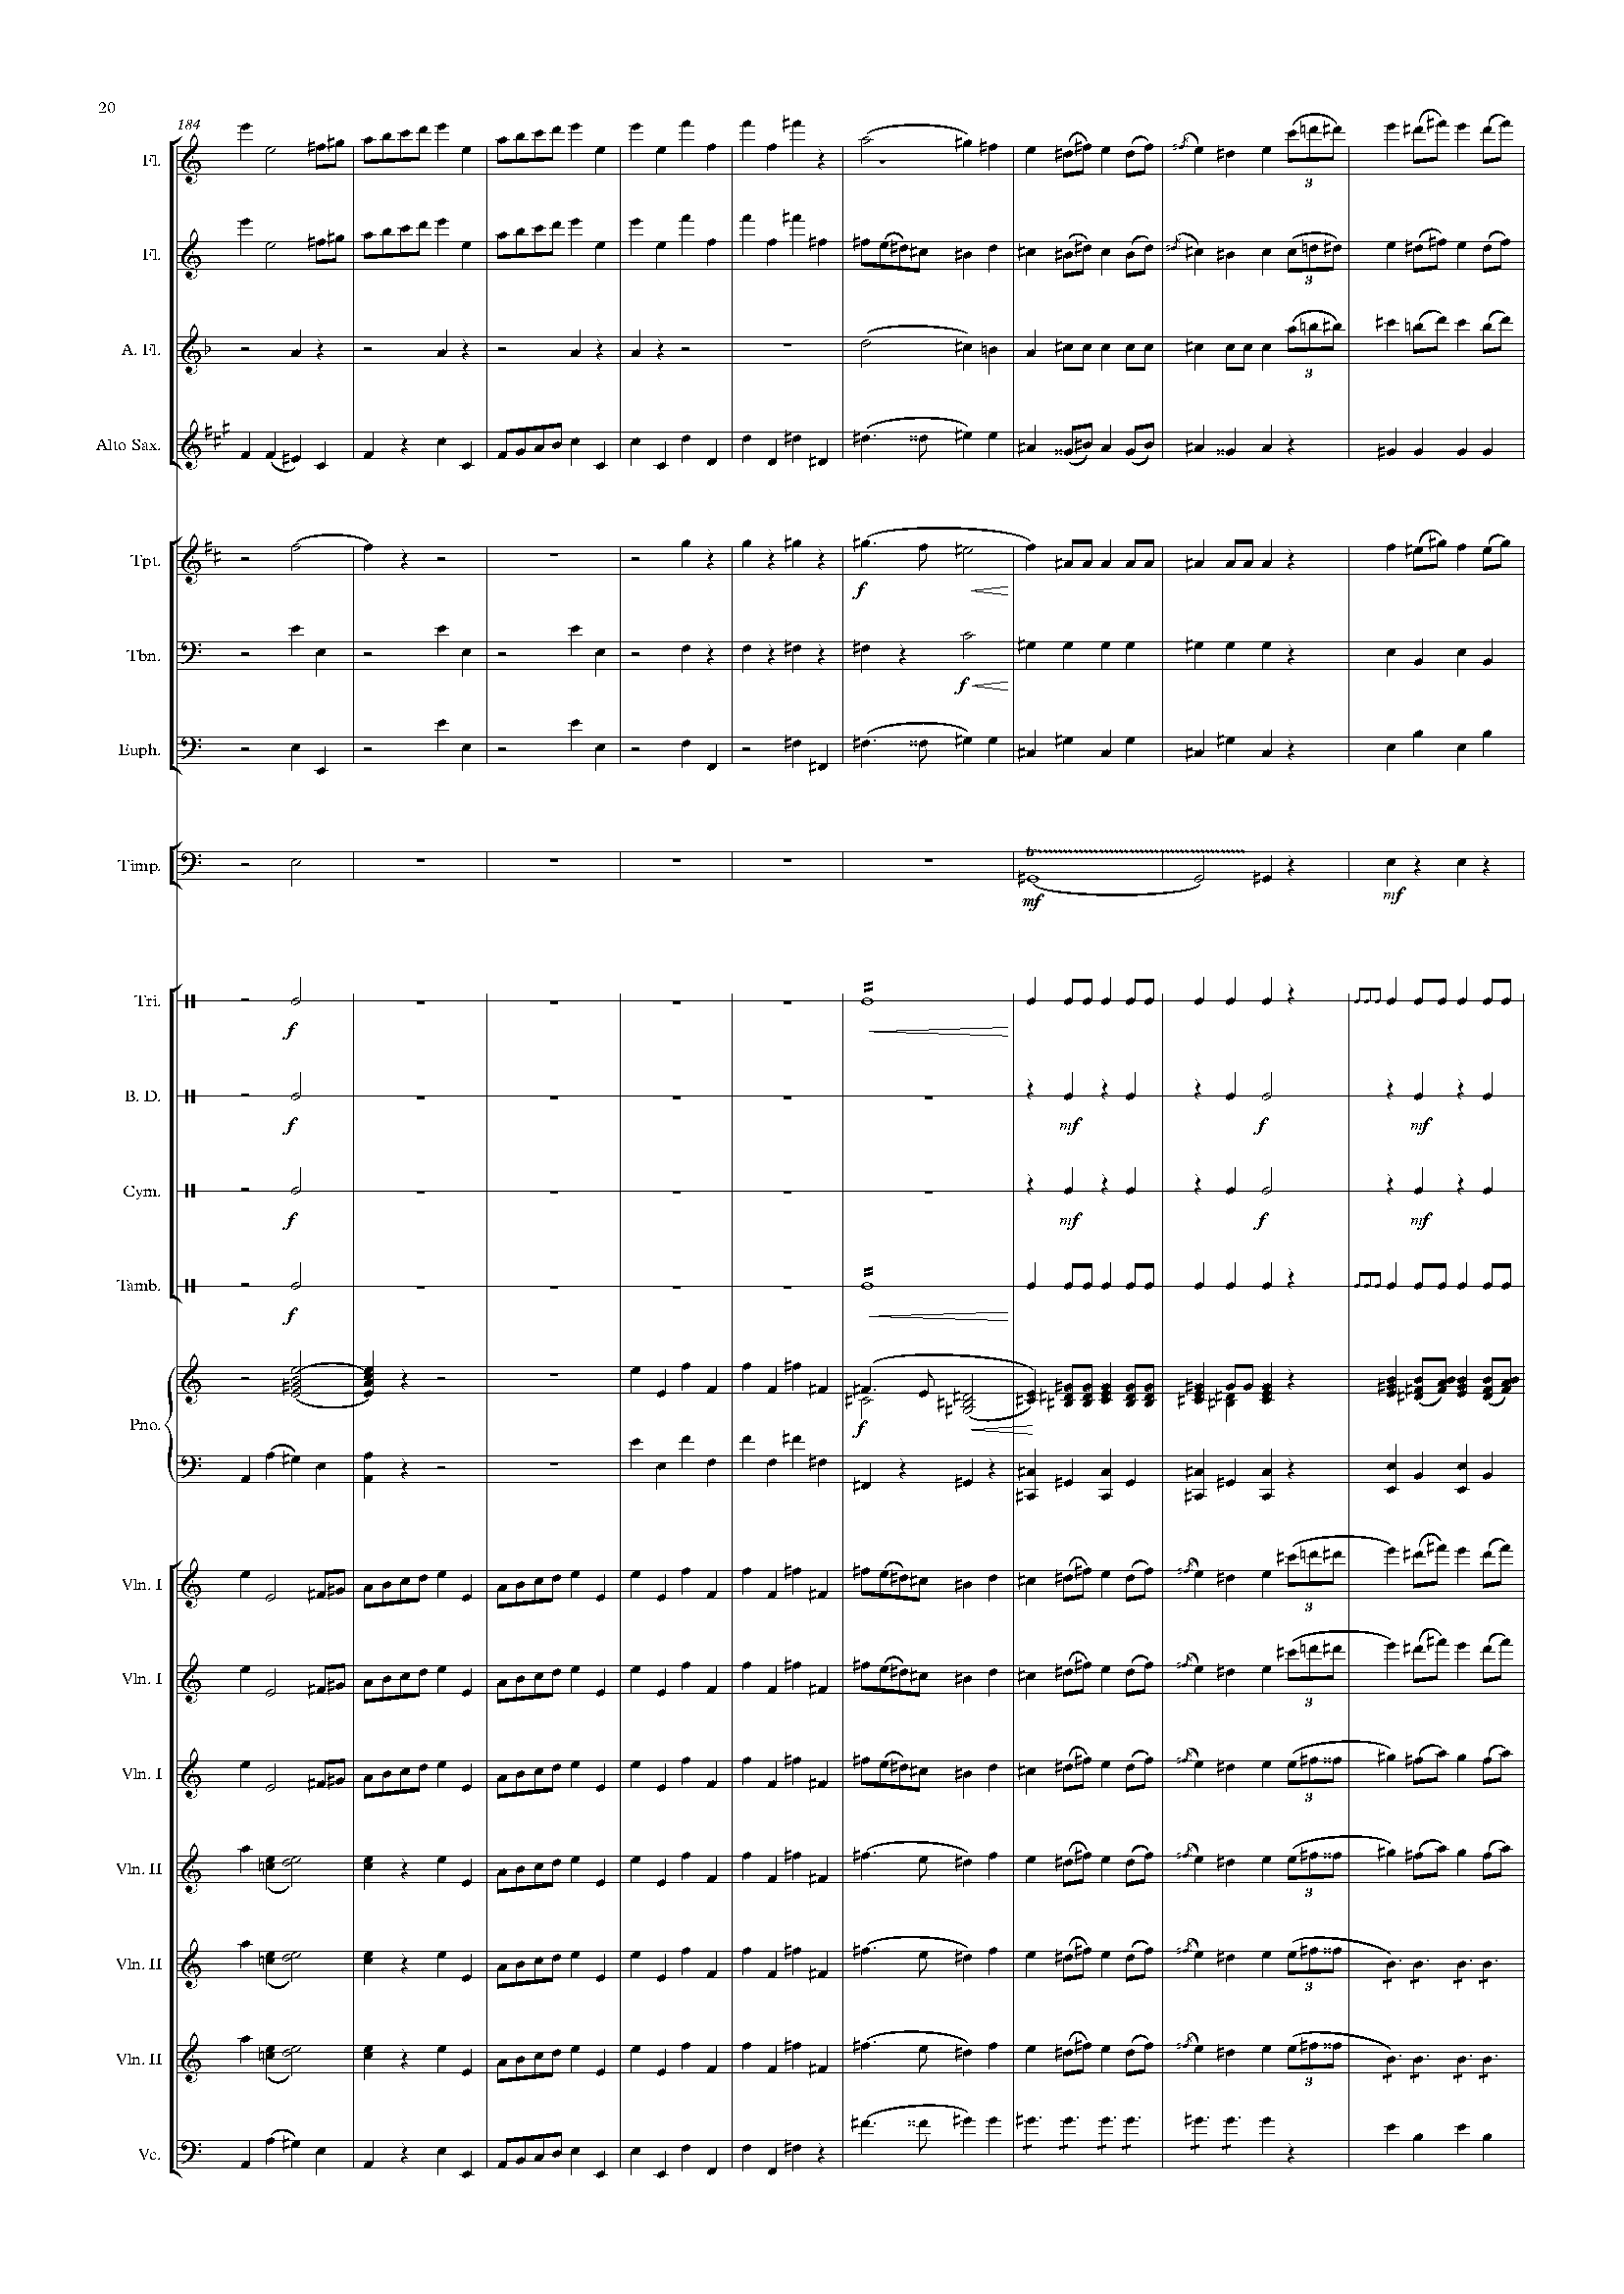 20
184
Fl.
3
Fl.
3
A. Fl.
3
Alto Sax.
Tpt.
f
Tbn.
f
Euph.
Timp.
tr
mf
mf
Tri.
f
B. D.
f mf f mf
Cym.
f mf f mf
Tamb.
f
Pno.
f
Vln. I
3
Vln. I
3
Vln. I
3
Vln. II
3
Vln. II
3
Vln. II
3
Vc.